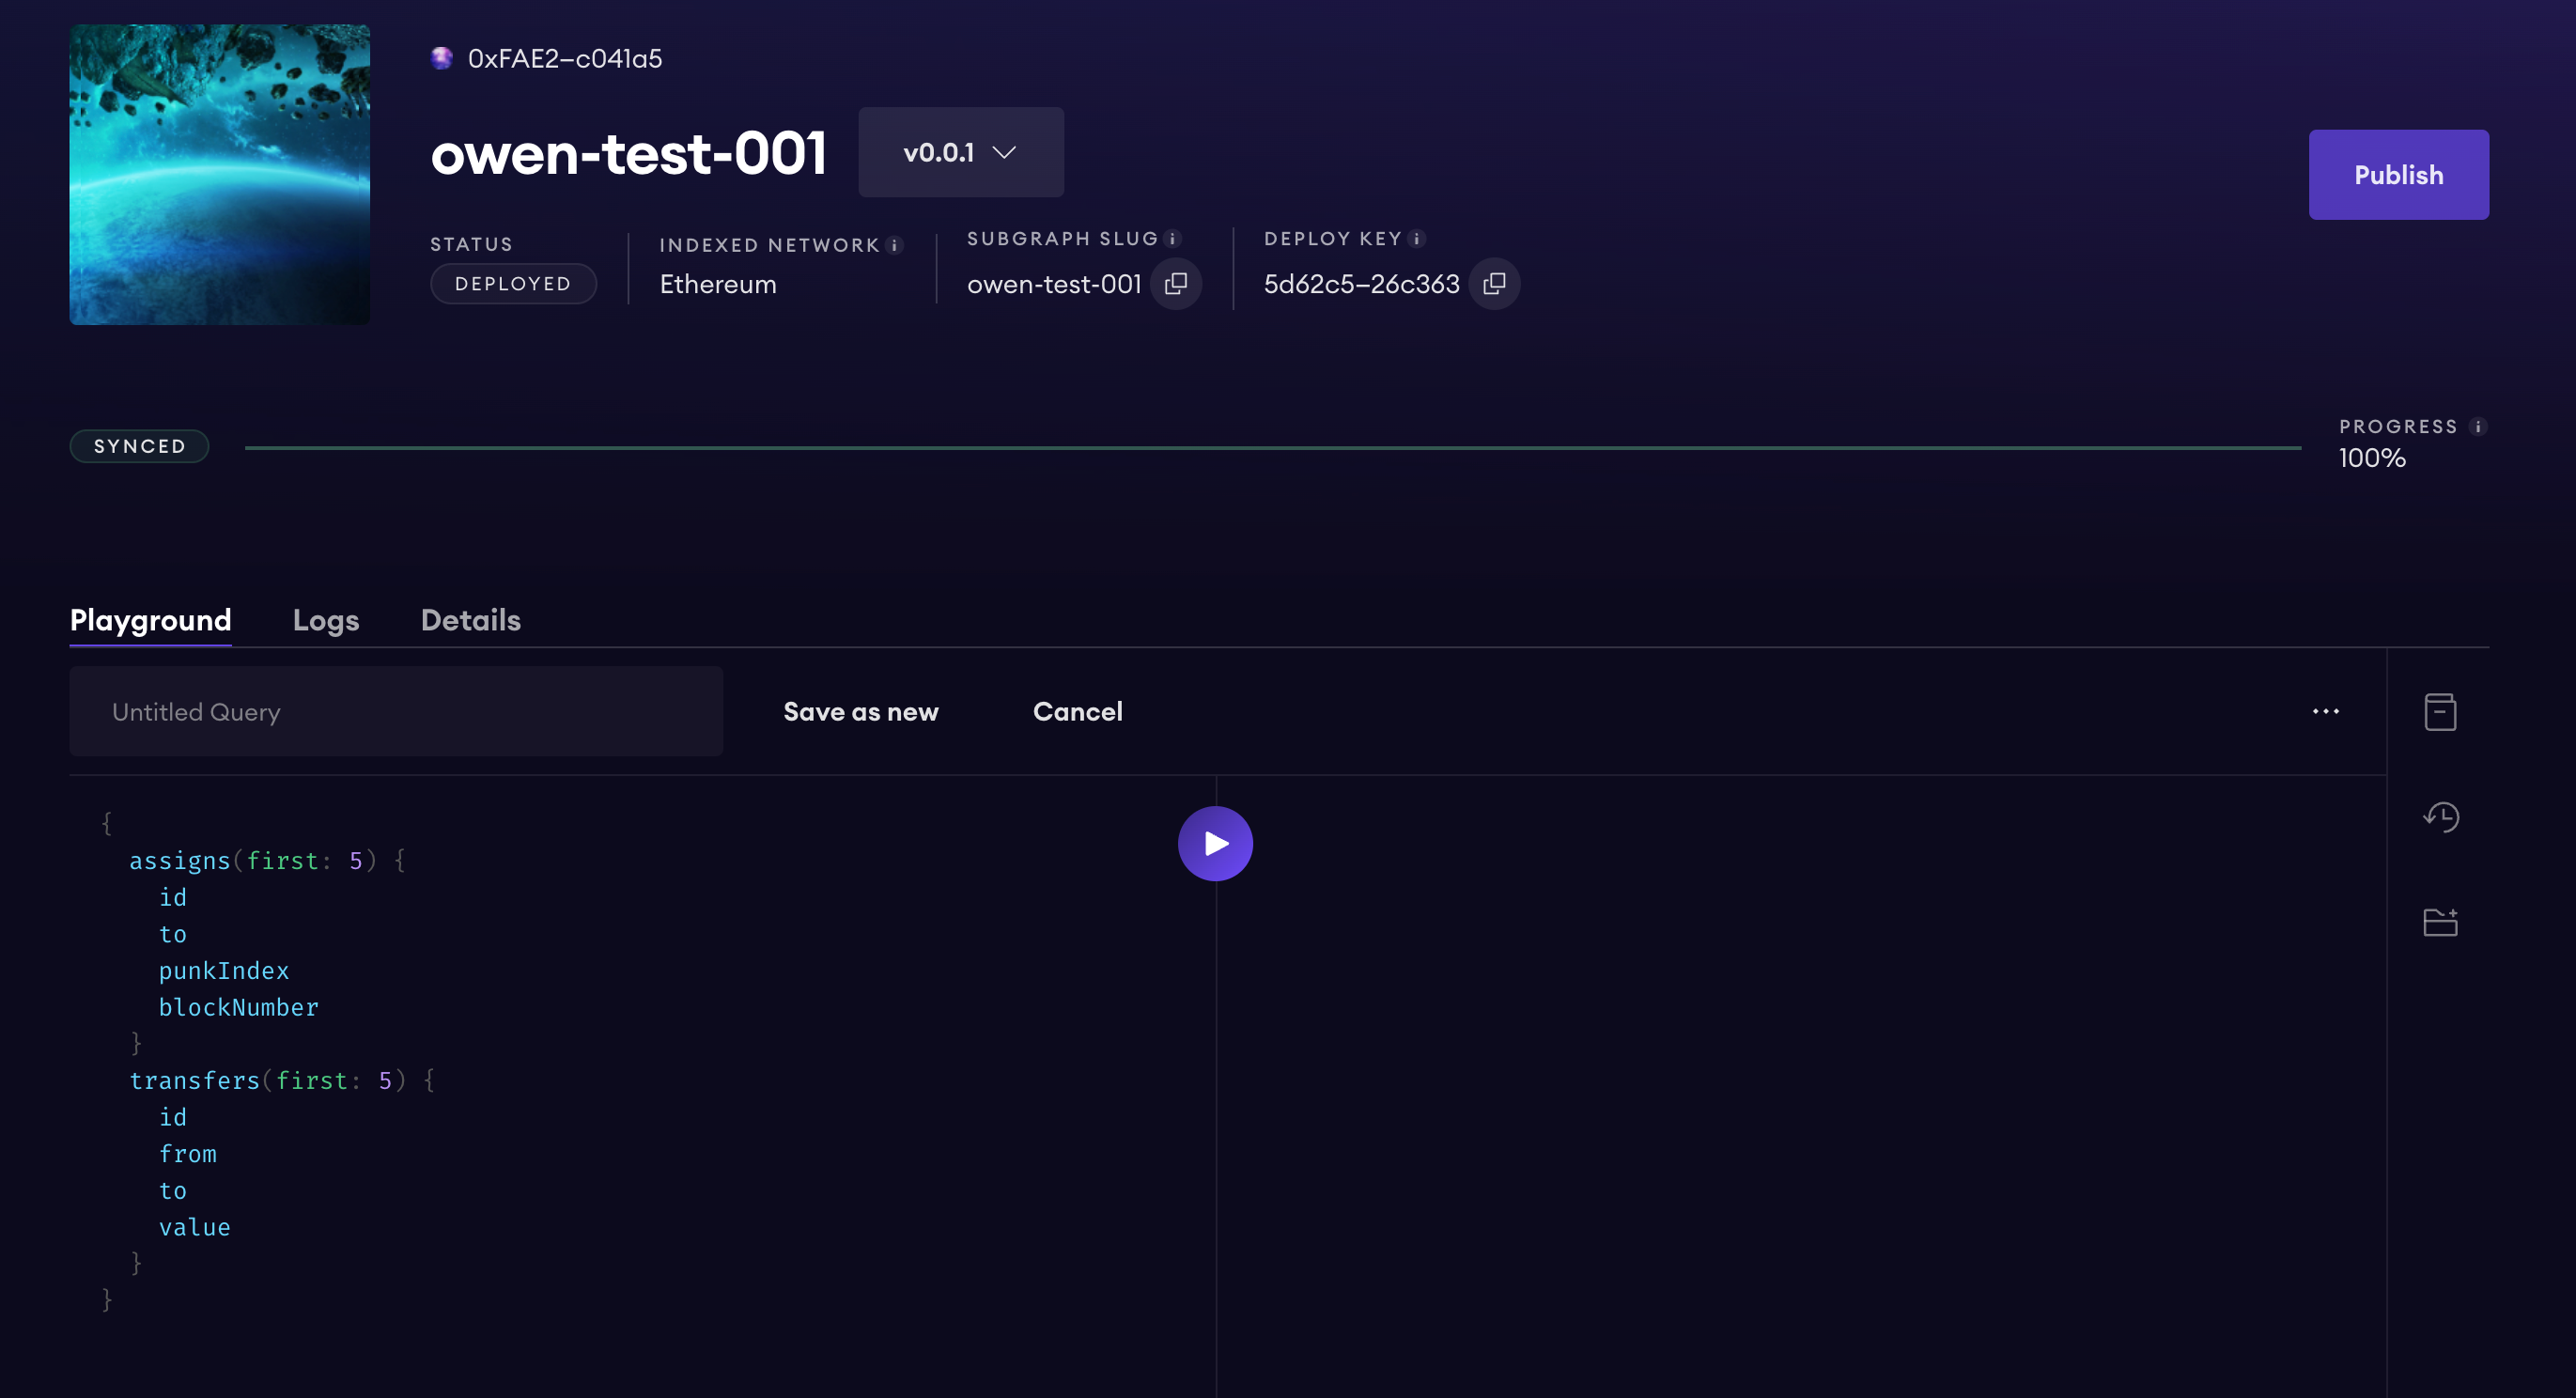 0xFAE2–c041a5
owen-test-001
v0.0.1
Publish
STATUS
DEPLOYED
INDEXED NETWORK
Ethereum
SUBGRAPH SLUG
owen-test-001
DEPLOY KEY
5d62c5–26c363
SYNCED
PROGRESS
100%
Playground Logs Details
Untitled Query
Save as new
Cancel
{
  assigns(first: 5) {
    id
    to
    punkIndex
    blockNumber
  }
  transfers(first: 5) {
    id
    from
    to
    value
  }
}